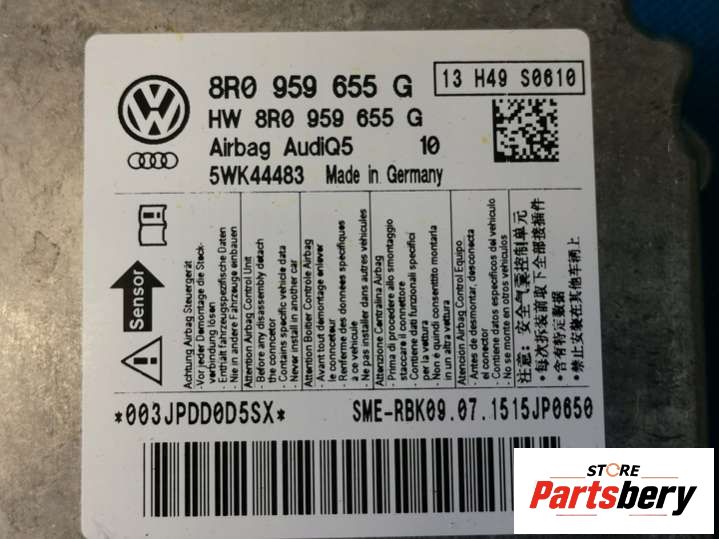 8R0 959 655 G
13 H49 S0610
HW 8R0 959 655 G
Airbag AudiQ5 10
5WK44483 Made in Germany
Sensor
Achtung Airbag Steuergerät
-Vor jeder Demontage die Steck-
verbindung lösen
- Enthält fahrzeugspezifische Daten
- Nie in andere Fahrzeuge einbauen
Attention Airbag Control Unit
- Before any disassembly detach
the connector
- Contains specific vehicle data
- Never install in another car
Attention Boitier Controle Airbag
- Avant tout demontage enlever
le connecteur
- Renferme des donnees specifiques
a ce vehicule
- Ne pas installer dans autres vehicules
Attenzione Centralina Airbag
- Primo di procedere allo smontaggio
staccare il connettore
- Contiene dati funzionali specifici
per la vettura
- Non e quindi consentitto montarla
in un altra vettura
Atencion Airbag Control Equipo
- Antes de desmontar, desconecta
el conector
- Contiene datos especificos del vehiculo
- No se monte en otros vehiculos
注意: 安全气囊控制单元
• 每次拆装前取下全部接插件
• 含有特定数据
• 禁止安装在其他车辆上
*003JPDD0D5SX*
SME-RBK09.07.1515JP0650
STORE
Partsbery